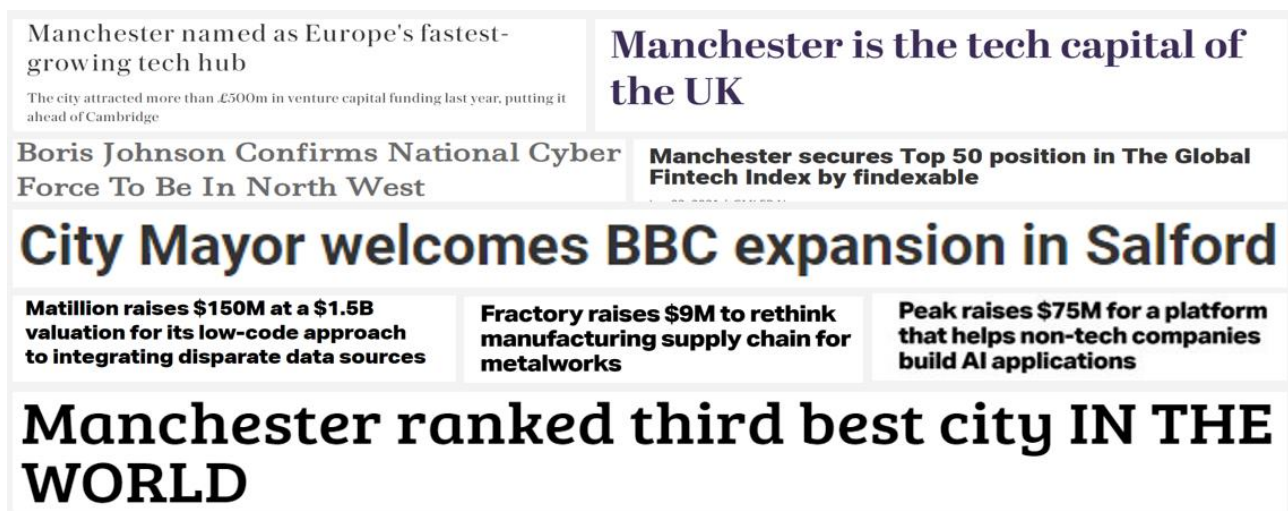 Manchester named as Europe's fastest-
growing tech hub
The city attracted more than £500m in venture capital funding last year, putting it
ahead of Cambridge
Manchester is the tech capital of
the UK
Boris Johnson Confirms National Cyber
Force To Be In North West
Manchester secures Top 50 position in The Global
Fintech Index by findexable
City Mayor welcomes BBC expansion in Salford
Matillion raises $150M at a $1.5B
valuation for its low-code approach
to integrating disparate data sources
Fractory raises $9M to rethink
manufacturing supply chain for
metalworks
Peak raises $75M for a platform
that helps non-tech companies
build AI applications
Manchester ranked third best city IN THE
WORLD